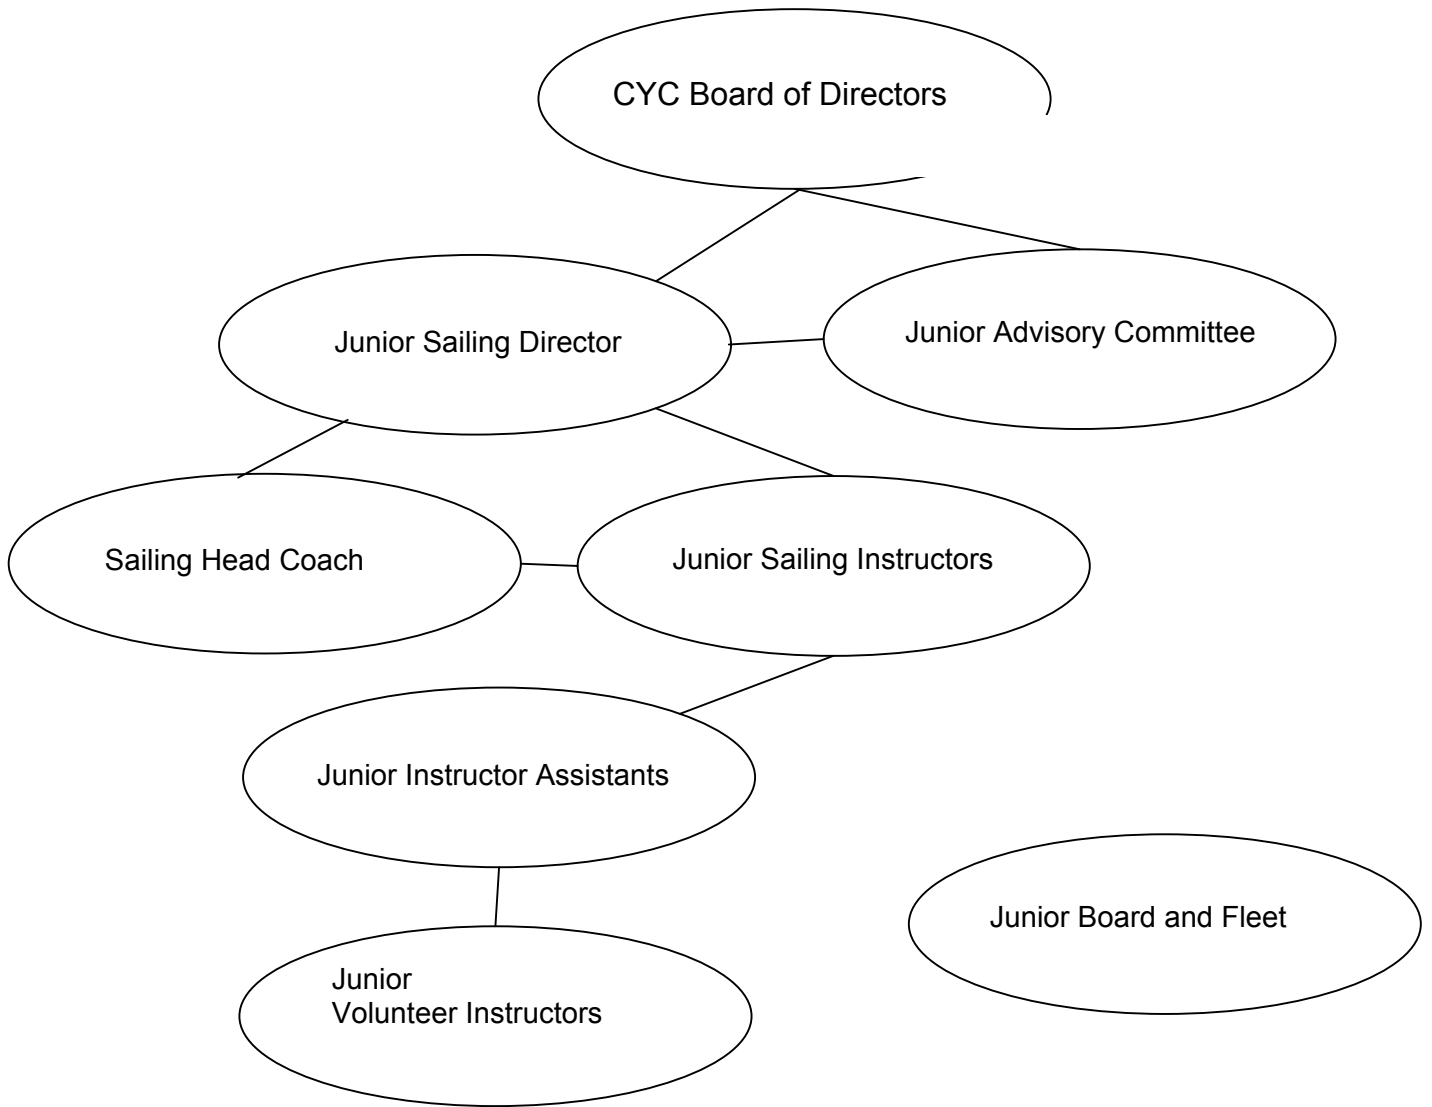 CYC Board of Directors
Junior Sailing Director
Junior Advisory Committee
Sailing Head Coach
Junior Sailing Instructors
Junior Instructor Assistants
Junior Board and Fleet
Junior
Volunteer Instructors